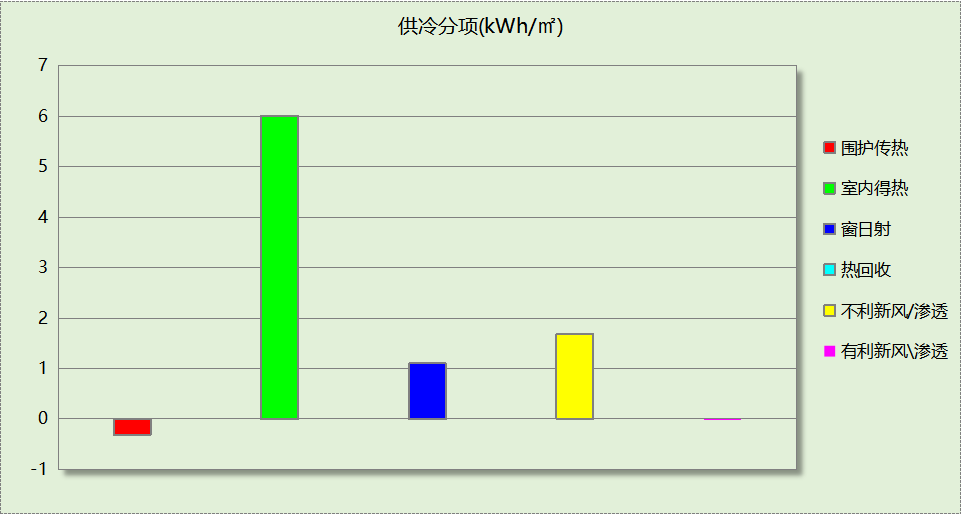 供冷分项(kWh/㎡)
7
6
5
4
3
2
1
0
-1
围护传热
室内得热
窗日射
热回收
不利新风/渗透
有利新风\渗透